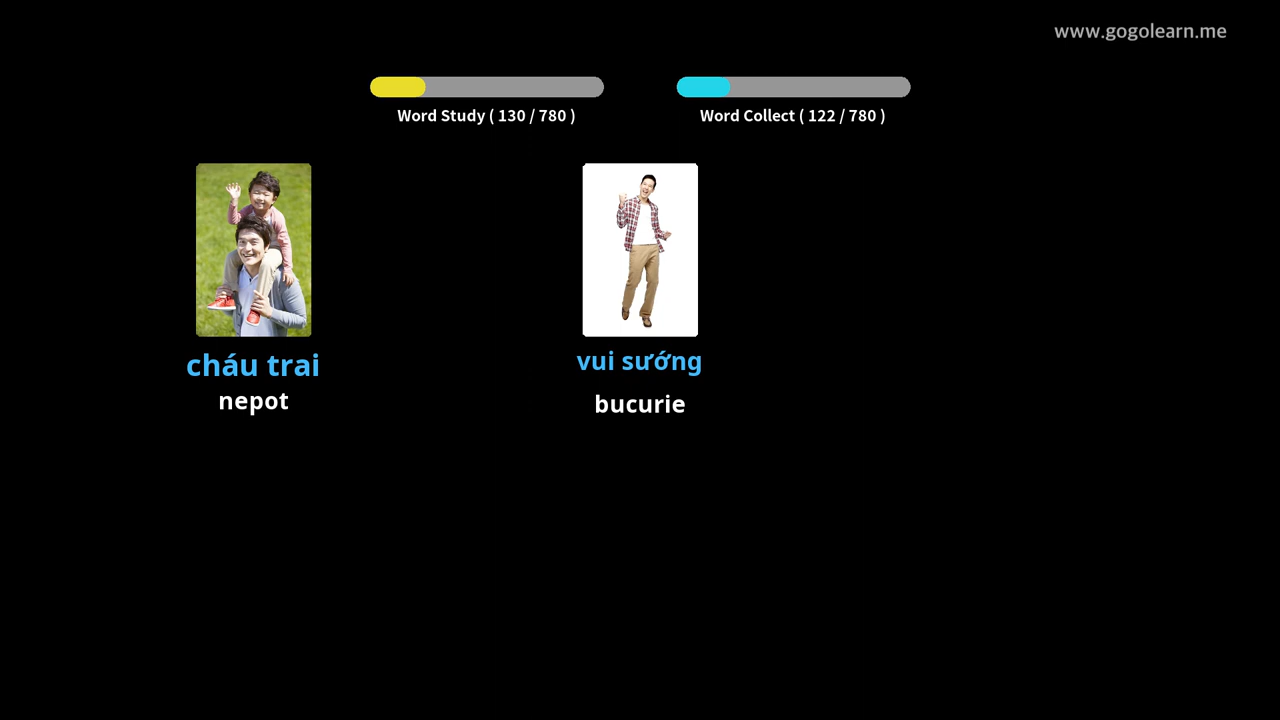 www.gogolearn.me
Word Study ( 130 / 780 )
Word Collect ( 122 / 780 )
cháu trai
nepot
vui sướng
bucurie